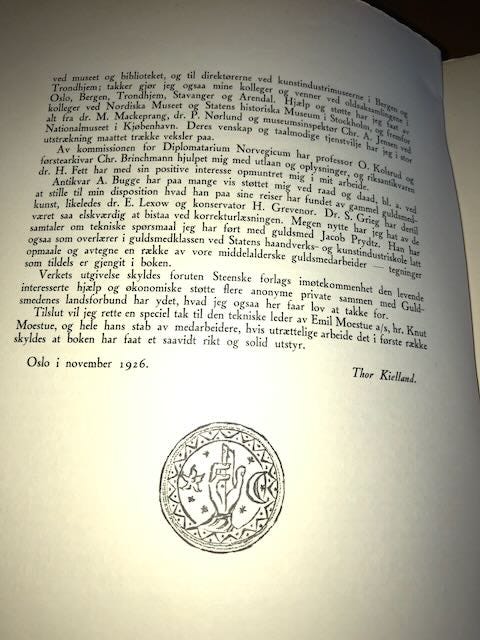 ved museet og biblioteket, og til direktørerne ved kunstindustrimuseerne i Bergen og
Trondhjem; takker gjør jeg ogsaa mine kolleger og venner ved oldsaksamlingene i
Oslo, Bergen, Trondhjem, Stavanger og Arendal. Hjælp og støtte har jeg faat av
kolleger ved Nordiska Museet og Statens historiska Museum i Stockholm, og fremfor
alt fra dr. M. Mackeprang, dr. P. Nørlund og museumsinspektør Chr. A. Jensen ved
Nationalmuseet i Kjøbenhavn. Deres venskap og taalmodige tjenstvilje har jeg i stor
utstrækning maattet trække veksler paa.
Av kommissionen for Diplomatarium Norvegicum har professor O. Kolsrud og
førstearkivar Chr. Brinchmann hjulpet mig med utlaan og oplysninger, og riksantikvaren
dr. H. Fett har med sin positive interesse opmuntret mig i mit arbeide.
Antikvar A. Bugge har paa mange vis støttet mig ved raad og daad, bl. a. ved
at stille til min disposition hvad han paa sine reiser har fundet av gammel guldsmed-
kunst, likeledes dr. E. Lexow og konservator H. Grevenor. Dr. S. Grieg har dertil
været saa elskværdig at bistaa ved korrekturlæsningen. Megen nytte har jeg hat av de
samtaler om tekniske spørsmaal jeg har ført med guldsmed Jacob Prydtz. Han har
ogsaa som overlærer i guldsmedklassen ved Statens haandverks- og kunstindustriskole latt
opmaale og avtegne en række av vore middelalderske guldsmedarbeider — tegninger
som tildels er gjengit i boken.
Verkets utgivelse skyldes foruten Steenske forlags imøtekommenhet den levende
interesserte hjælp og økonomiske støtte flere anonyme private sammen med Guld-
smedenes landsforbund har ydet, hvad jeg ogsaa her faar lov at takke for.
Tilslut vil jeg rette en speciel tak til den tekniske leder av Emil Moestue a/s, hr. Knut
Moestue, og hele hans stab av medarbeidere, hvis utrættelige arbeide det i første række
skyldes at boken har faat et saavidt rikt og solid utstyr.
Oslo i november 1926.
Thor Kielland.